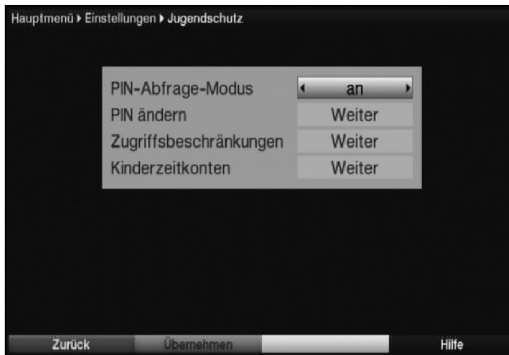 Hauptmenü ▸ Einstellungen ▸ Jugendschutz
PIN-Abfrage-Modus ◂ an ▸
PIN ändern Weiter
Zugriffsbeschränkungen Weiter
Kinderzeitkonten Weiter
Zurück Übernehmen Hilfe